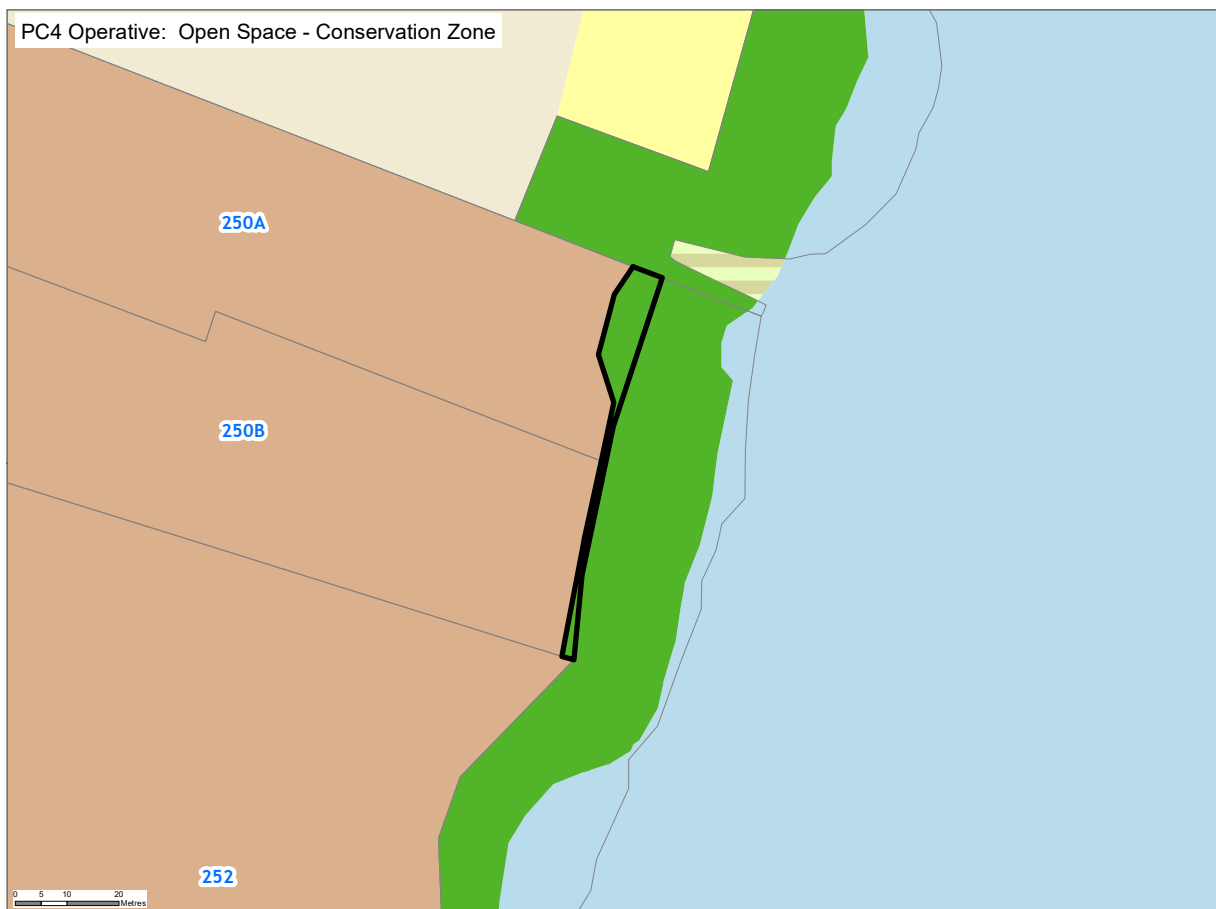 PC4 Operative: Open Space - Conservation Zone
250A
250B
252
0 5 10 20
Metres